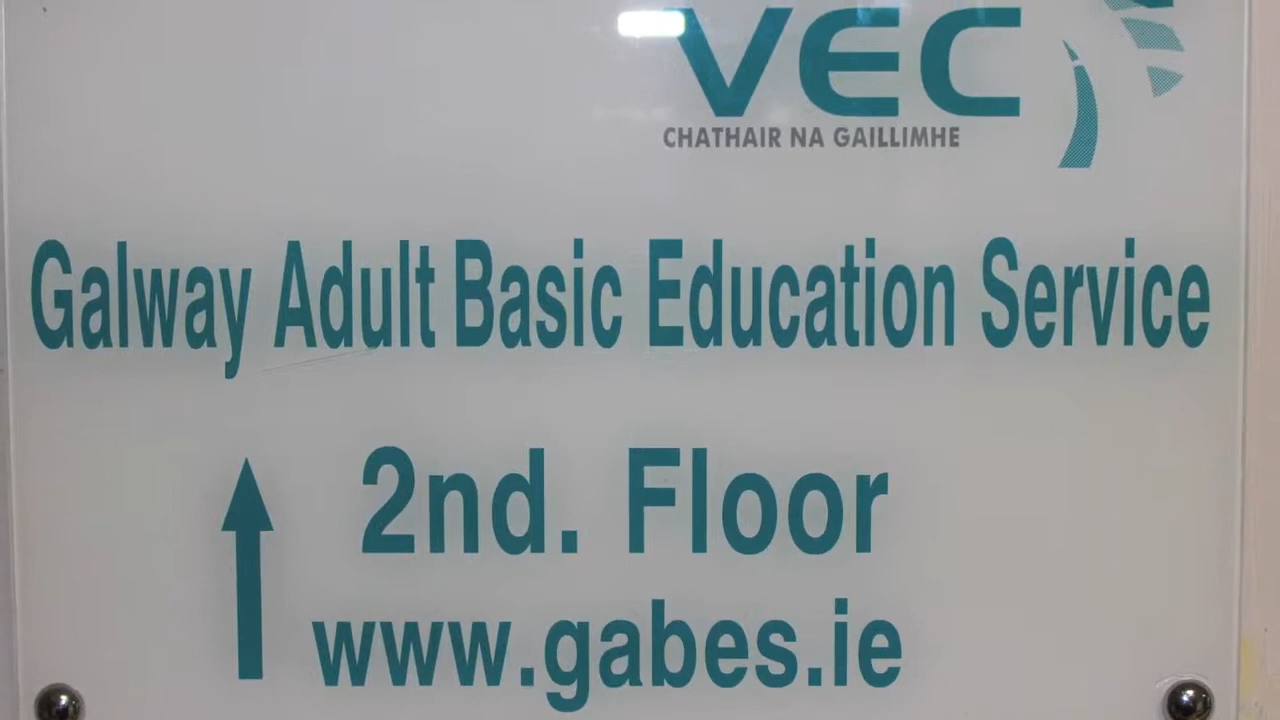 VEC
CHATHAIR NA GAILLIMHE
Galway Adult Basic Education Service
2nd. Floor
www.gabes.ie